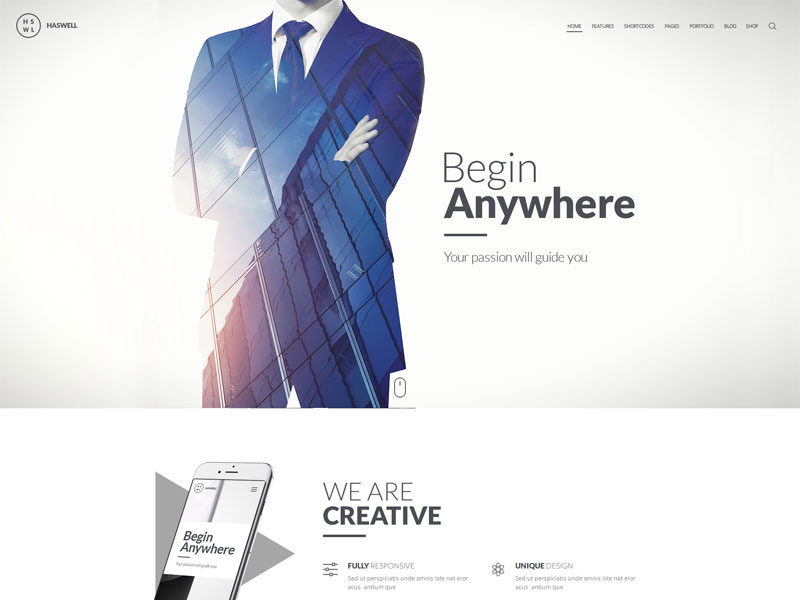 HS
WL
HASWELL
HOME FEATURES SHORTCODES PAGES PORTFOLIO BLOG SHOP
Begin
Anywhere
Your passion will guide you
Begin
Anywhere
Your passion will guide you
WE ARE
CREATIVE
FULLY RESPONSIVE
Sed ut perspiciatis unde omnis iste nat eror
acus antium que
UNIQUE DESIGN
Sed ut perspiciatis unde omnis iste nat eror
acus antium que